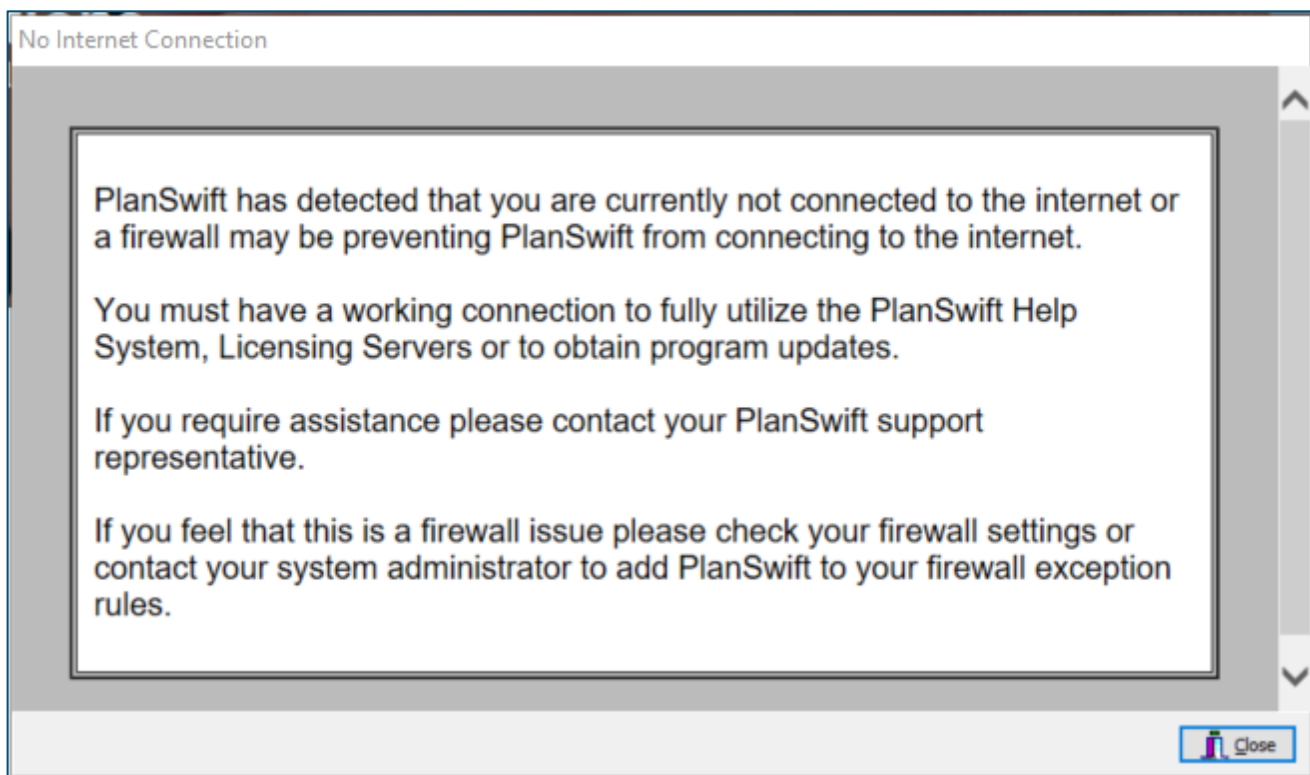 No Internet Connection
PlanSwift has detected that you are currently not connected to the internet or
a firewall may be preventing PlanSwift from connecting to the internet.
You must have a working connection to fully utilize the PlanSwift Help
System, Licensing Servers or to obtain program updates.
If you require assistance please contact your PlanSwift support
representative.
If you feel that this is a firewall issue please check your firewall settings or
contact your system administrator to add PlanSwift to your firewall exception
rules.
Close